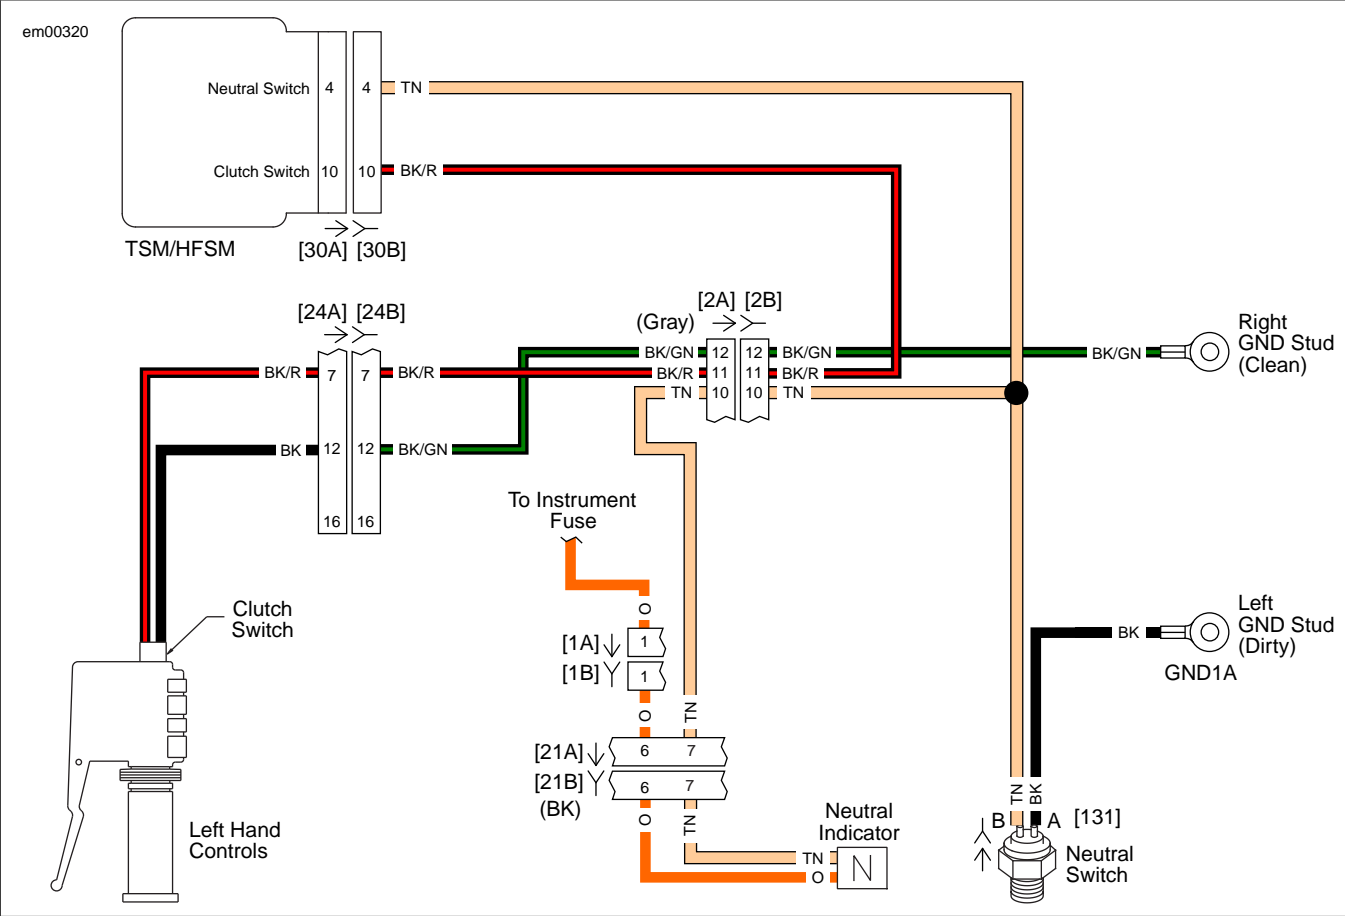 em00320
Neutral Switch 4 4 TN
Clutch Switch 10 10 BK/R
TSM/HFSM
[30A] [30B]
[24A] [24B]
[2A] [2B]
(Gray)
BK/GN 12 12 BK/GN BK/GN
BK/R 7 7 BK/R BK/R 11 11 BK/R
TN 10 10 TN
Right
GND Stud
(Clean)
BK 12 12 BK/GN
16 16
To Instrument
Fuse
O
[1A] 1
[1B] 1
O TN
[21A] 6 7
[21B] 6 7
(BK)
O TN
Clutch
Switch
Left Hand
Controls
Neutral
Indicator
TN
O
N
Left
GND Stud
(Dirty)
BK
GND1A
TN BK
B A [131]
Neutral
Switch